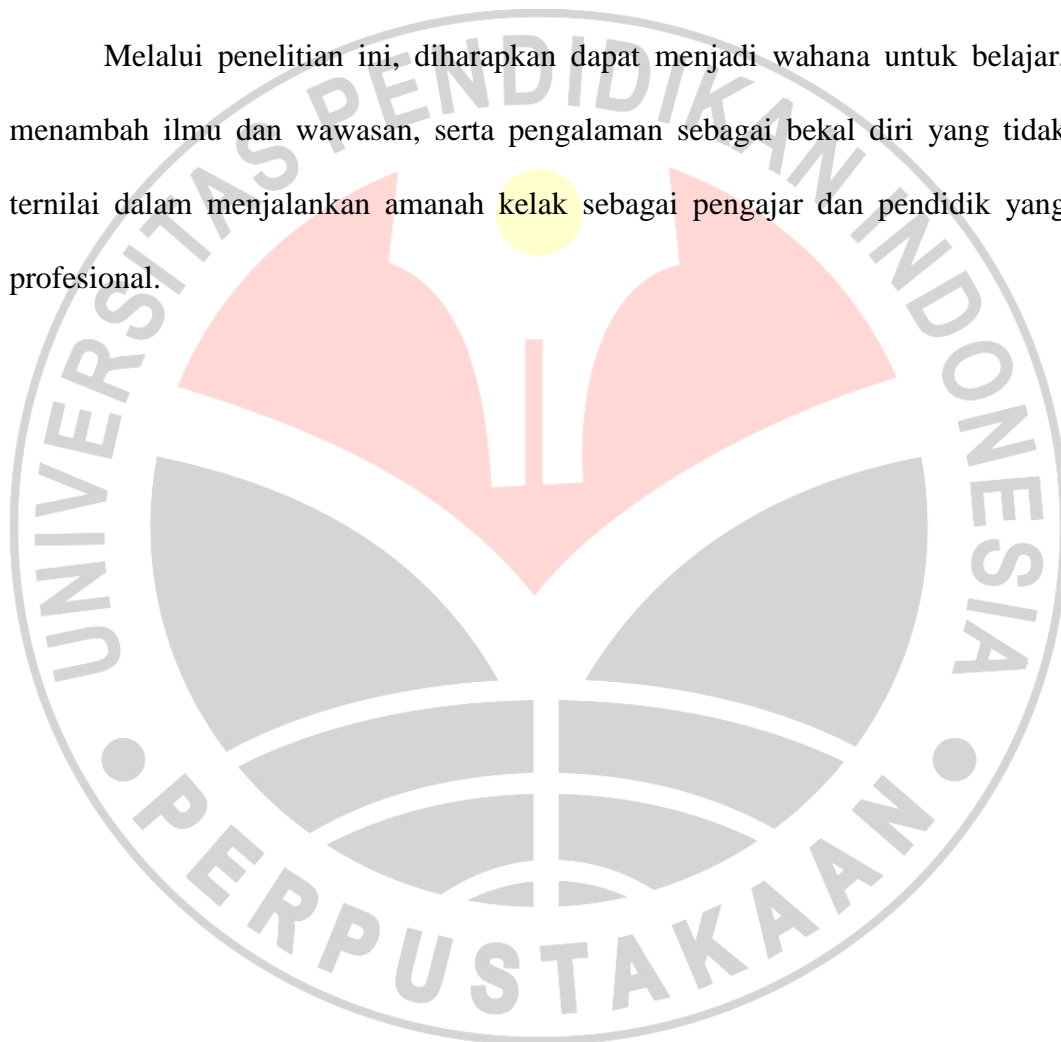 Melalui penelitian ini, diharapkan dapat menjadi wahana untuk belajar,
menambah ilmu dan wawasan, serta pengalaman sebagai bekal diri yang tidak
ternilai dalam menjalankan amanah kelak sebagai pengajar dan pendidik yang
profesional.
UNIVERSITAS PENDIDIKAN INDONESIA
PERPUSTAKAAN